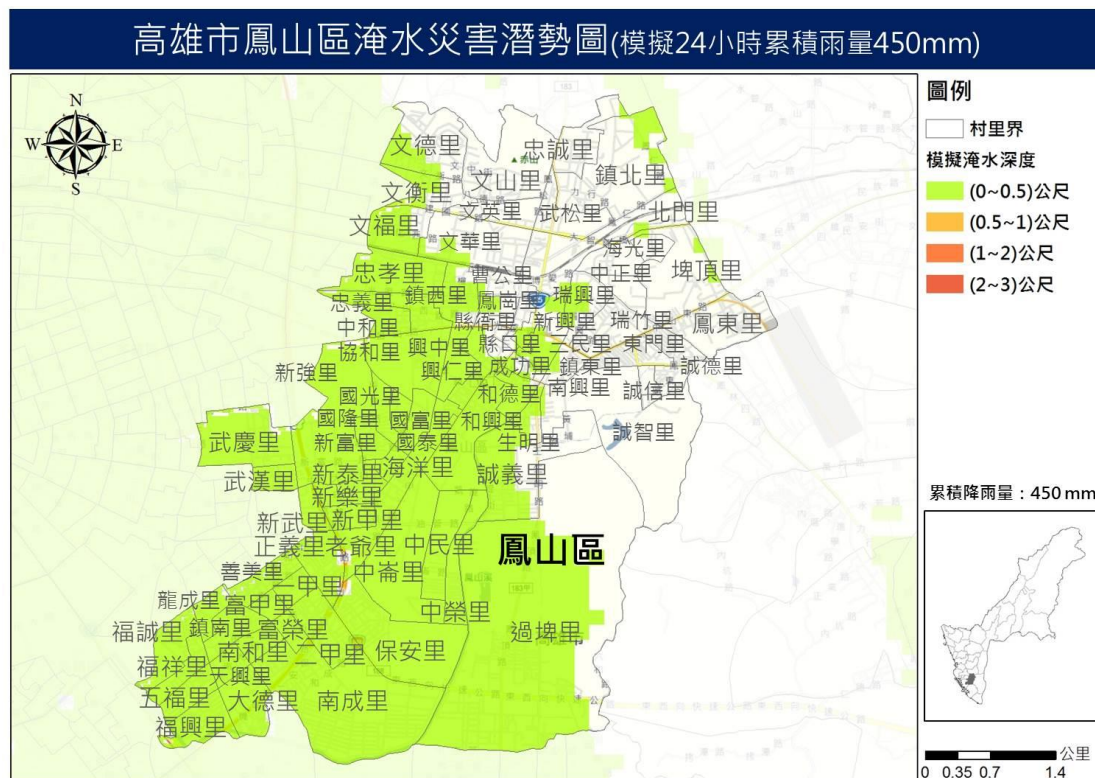 高雄市鳳山區淹水災害潛勢圖(模擬24小時累積雨量450mm)
N
W E
S
圖例
村里界
模擬淹水深度
(0~0.5)公尺
(0.5~1)公尺
(1~2)公尺
(2~3)公尺
累積降雨量：450 mm
公里
0 0.35 0.7 1.4
文德里
忠誠里
文山里
鎮北里
文衡里
文英里
武松里
北門里
文福里
文華里
海光里
忠孝里
曹公里
中正里
埤頂里
忠義里
鎮西里
鳳崗里
瑞興里
中和里
縣衙里
新興里
瑞竹里
鳳東里
協和里
興中里
縣口里
三民里
東門里
新強里
興仁里
成功里
鎮東里
誠德里
國光里
和德里
南興里
誠信里
國隆里
國富里
和興里
武慶里
新富里
國泰里
生明里
誠智里
武漢里
新泰里
海洋里
誠義里
新樂里
新武里
新甲里
正義里
老爺里
中民里
鳳山區
善美里
一甲里
中崙里
龍成里
富甲里
中榮里
福誠里
鎮南里
富榮里
過埤里
福祥里
南和里
二甲里
保安里
天興里
五福里
大德里
南成里
福興里